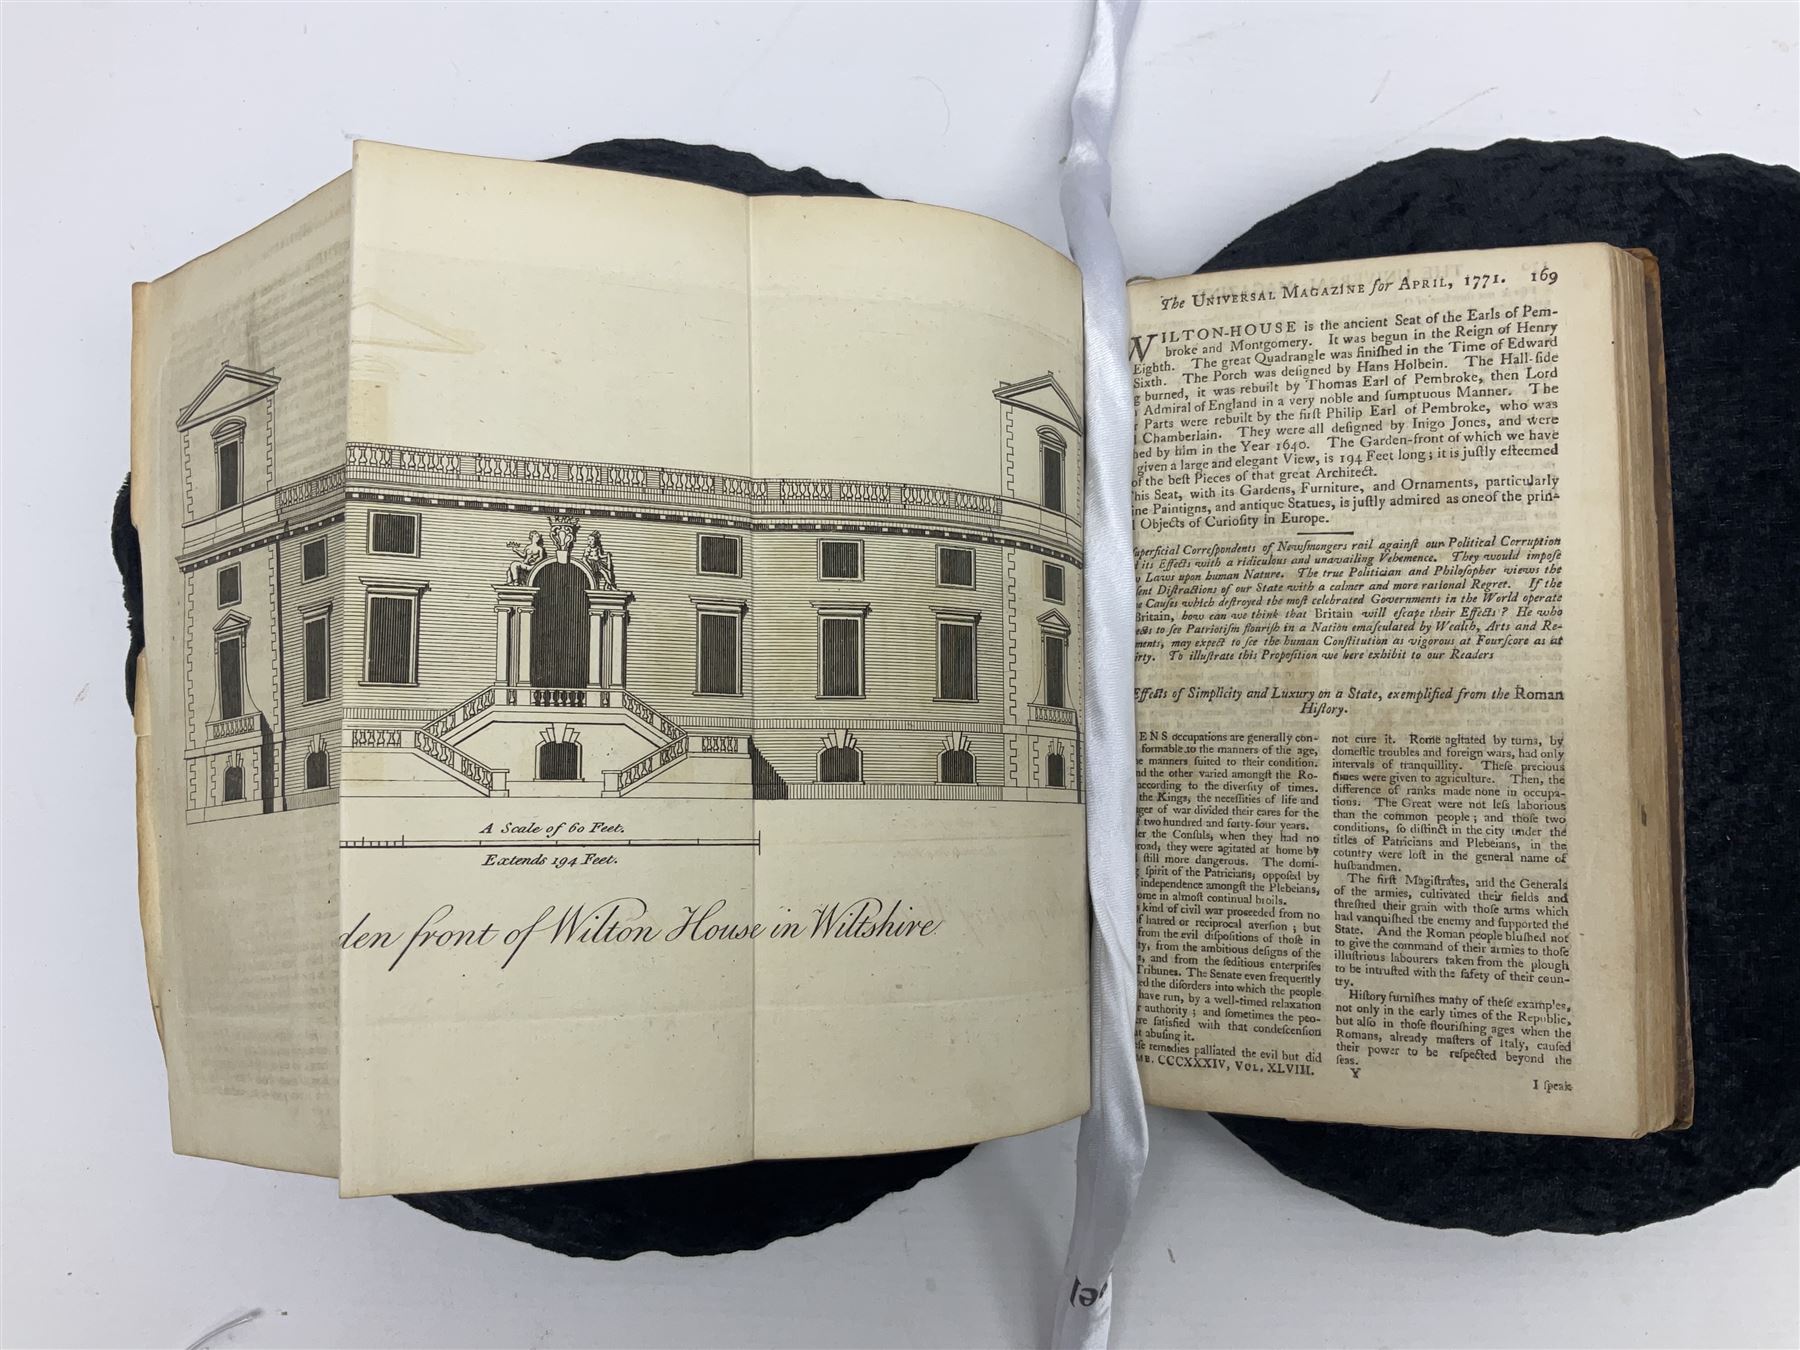 A Scale of 60 Feet.
Extends 194 Feet.
den front of Wilton House in Wiltshire.
The UNIVERSAL MAGAZINE for APRIL, 1771. 169
WILTON-HOUSE is the ancient Seat of the Earls of Pem-
broke and Montgomery. It was begun in the Reign of Henry
Eighth. The great Quadrangle was finiſhed in the Time of Edward
Sixth. The Porch was deſigned by Hans Holbein. The Hall-ſide
g burned, it was rebuilt by Thomas Earl of Pembroke, then Lord
Admiral of England in a very noble and ſumptuous Manner. The
r Parts were rebuilt by the firſt Philip Earl of Pembroke, who was
Chamberlain. They were all deſigned by Inigo Jones, and were
ned by him in the Year 1640. The Garden-front of which we have
given a large and elegant View, is 194 Feet long; it is juſtly eſteemed
of the beſt Pieces of that great Architect.
his Seat, with its Gardens, Furniture, and Ornaments, particularly
ine Paintigns, and antique Statues, is juſtly admired as one of the prin-
l Objects of Curioſity in Europe.
uperficial Correſpondents of Newſmongers rail againſt our Political Corruption
d its Effects with a ridiculous and unavailing Vehemence. They would impoſe
Laws upon human Nature. The true Politician and Philoſopher views the
ſent Diſtractions of our State with a calmer and more rational Regret. If the
e Cauſes which deſtroyed the moſt celebrated Governments in the World operate
Britain, how can we think that Britain will eſcape their Effects? He who
ects to ſee Patriotiſm flouriſh in a Nation emaſculated by Wealth, Arts and Re-
ments, may expect to ſee the human Conſtitution as vigorous at Fourſcore as at
irty. To illuſtrate this Propoſition we here exhibit to our Readers
Effects of Simplicity and Luxury on a State, exemplified from the Roman
Hiſtory.
ENS occupations are generally con-
formable to the manners of the age,
e manners ſuited to their condition.
nd the other varied amongſt the Ro-
according to the diverſity of times.
the Kings, the neceſſities of life and
ger of war divided their cares for the
f two hundred and forty-four years.
er the Conſuls, when they had no
road, they were agitated at home by
ſtill more dangerous. The domi-
ſpirit of the Patricians, oppoſed by
independence amongſt the Plebeians,
ome in almoſt continual broils.
kind of civil war proceeded from no
f hatred or reciprocal averſion; but
from the evil diſpoſitions of thoſe in
ty, from the ambitious deſigns of the
s, and from the ſeditious enterpriſes
Tribunes. The Senate even frequently
ed the diſorders into which the people
have run, by a well-timed relaxation
r authority; and ſometimes the peo-
ere ſatisfied with that condeſcenſion
t abuſing it.
eſe remedies palliated the evil but did
MB. CCCXXXIV, VOL. XLVIII.
not cure it. Rome agitated by turns, by
domeſtic troubles and foreign wars, had only
intervals of tranquillity. Theſe precious
times were given to agriculture. Then, the
difference of ranks made none in occupa-
tions. The Great were not leſs laborious
than the common people; and thoſe two
conditions, ſo diſtinct in the city under the
titles of Patricians and Plebeians, in the
country were loſt in the general name of
huſbandmen.
The firſt Magiſtrates, and the Generals
of the armies, cultivated their fields and
threſhed their grain with thoſe arms which
had vanquiſhed the enemy and ſupported the
State. And the Roman people bluſhed not
to give the command of their armies to thoſe
illuſtrious labourers taken from the plough
to be intruſted with the ſafety of their coun-
try.
Hiſtory furniſhes many of theſe examples,
not only in the early times of the Republic,
but alſo in thoſe flouriſhing ages when the
Romans, already maſters of Italy, cauſed
their power to be reſpected beyond the
ſeas.
Y
I ſpeak